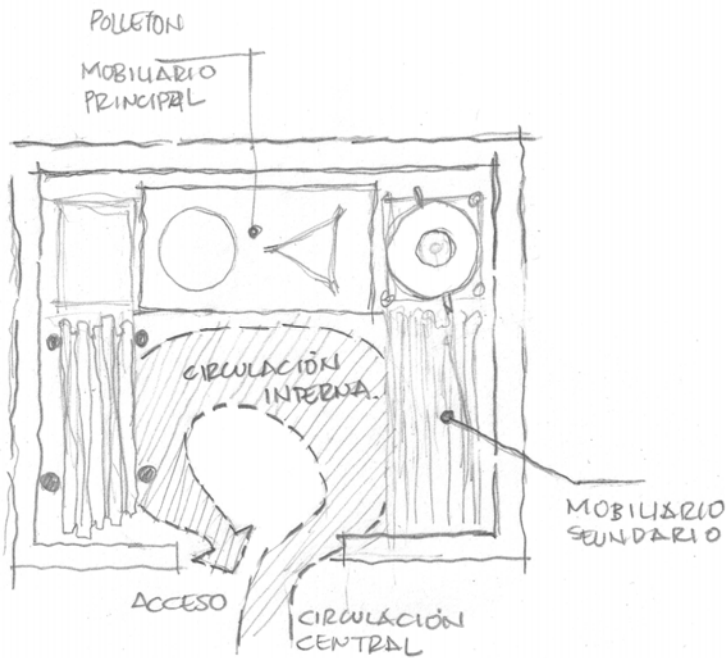 POLLETON
MOBILIARIO
PRINCIPAL
CIRCULACIÓN
INTERNA.
MOBILIARIO
SEUNDARIO
ACCESO
CIRCULACIÓN
CENTRAL